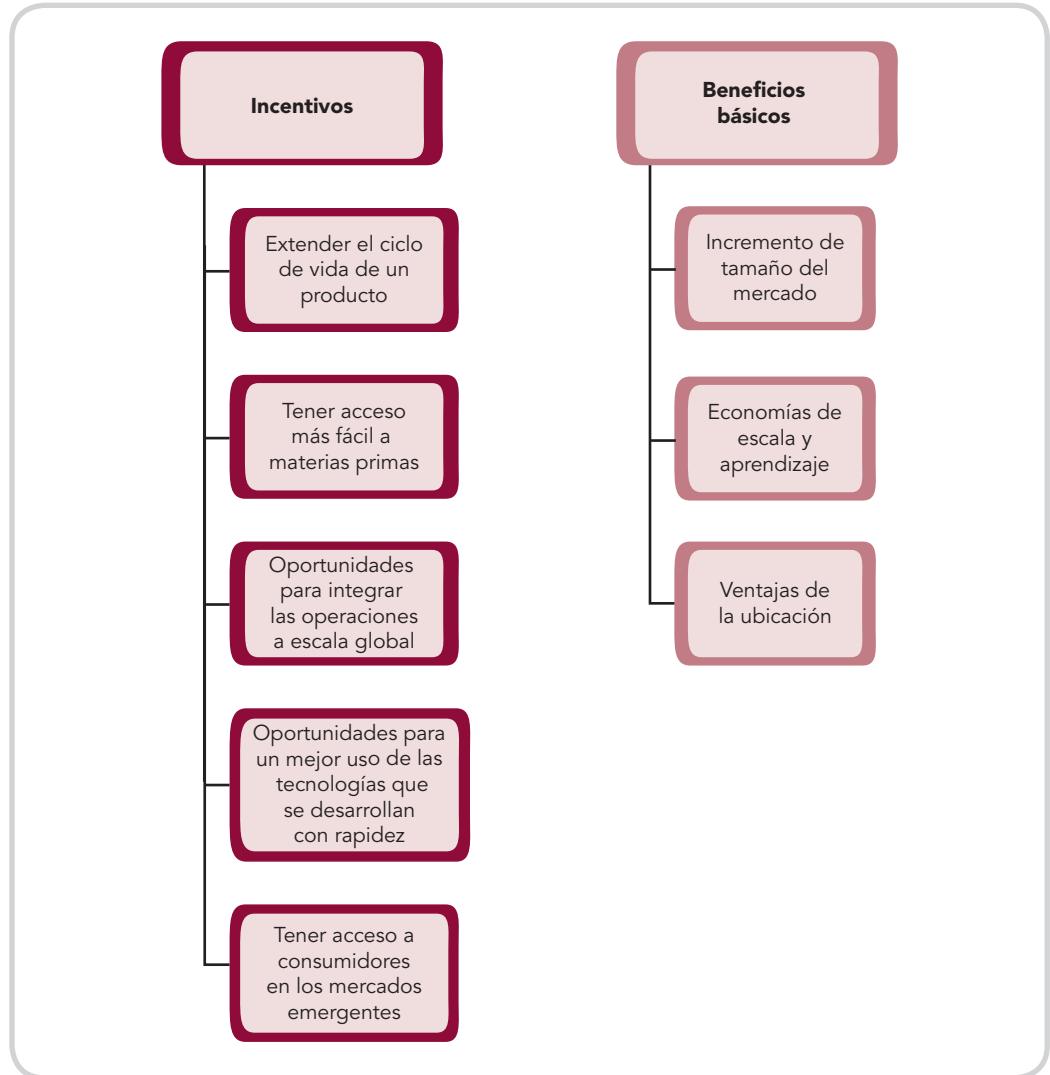 Incentivos
Extender el ciclo
de vida de un
producto
Tener acceso
más fácil a
materias primas
Oportunidades
para integrar
las operaciones
a escala global
Oportunidades para
un mejor uso de las
tecnologías que
se desarrollan
con rapidez
Tener acceso a
consumidores
en los mercados
emergentes
Beneficios
básicos
Incremento de
tamaño del
mercado
Economías de
escala y
aprendizaje
Ventajas de
la ubicación